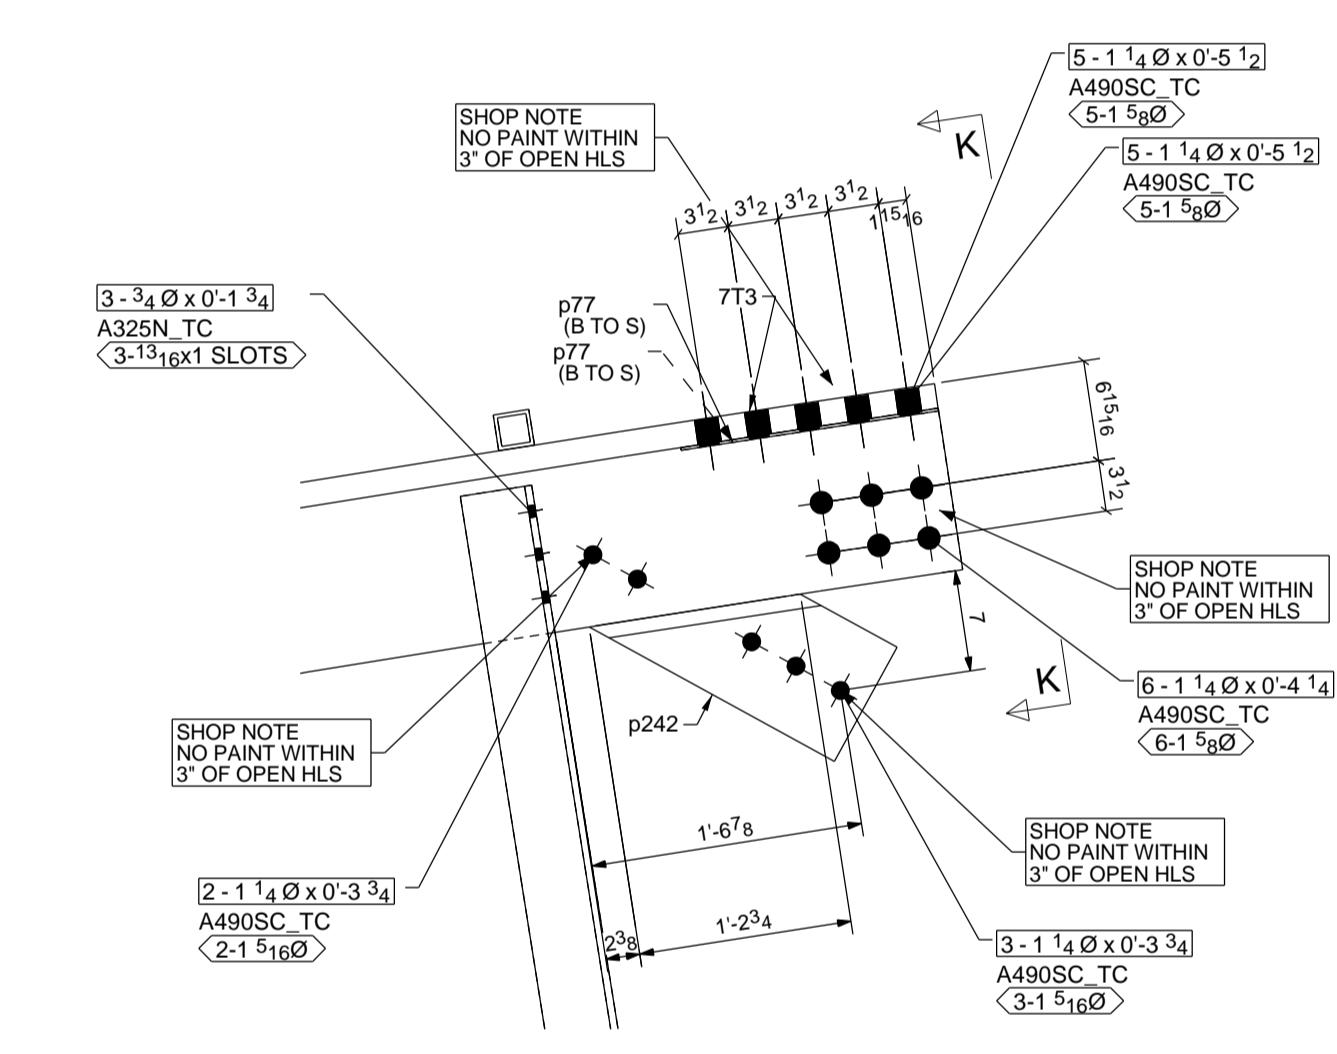 5 - 1 1/4 Ø x 0'-5 1/2
A490SC_TC
5-1 5/8Ø
SHOP NOTE
NO PAINT WITHIN
3" OF OPEN HLS
K
5 - 1 1/4 Ø x 0'-5 1/2
A490SC_TC
5-1 5/8Ø
3 1/2
3 1/2
3 1/2
3 1/2
1 15/16
3 - 3/4 Ø x 0'-1 3/4
A325N_TC
3-13/16x1 SLOTS
p77
(B TO S)
7T3
p77
(B TO S)
6 15/16
3 1/2
SHOP NOTE
NO PAINT WITHIN
3" OF OPEN HLS
7
K
6 - 1 1/4 Ø x 0'-4 1/4
A490SC_TC
6-1 5/8Ø
p242
SHOP NOTE
NO PAINT WITHIN
3" OF OPEN HLS
1'-6 7/8
SHOP NOTE
NO PAINT WITHIN
3" OF OPEN HLS
2 - 1 1/4 Ø x 0'-3 3/4
A490SC_TC
2-1 5/16Ø
2 3/8
1'-2 3/4
3 - 1 1/4 Ø x 0'-3 3/4
A490SC_TC
3-1 5/16Ø